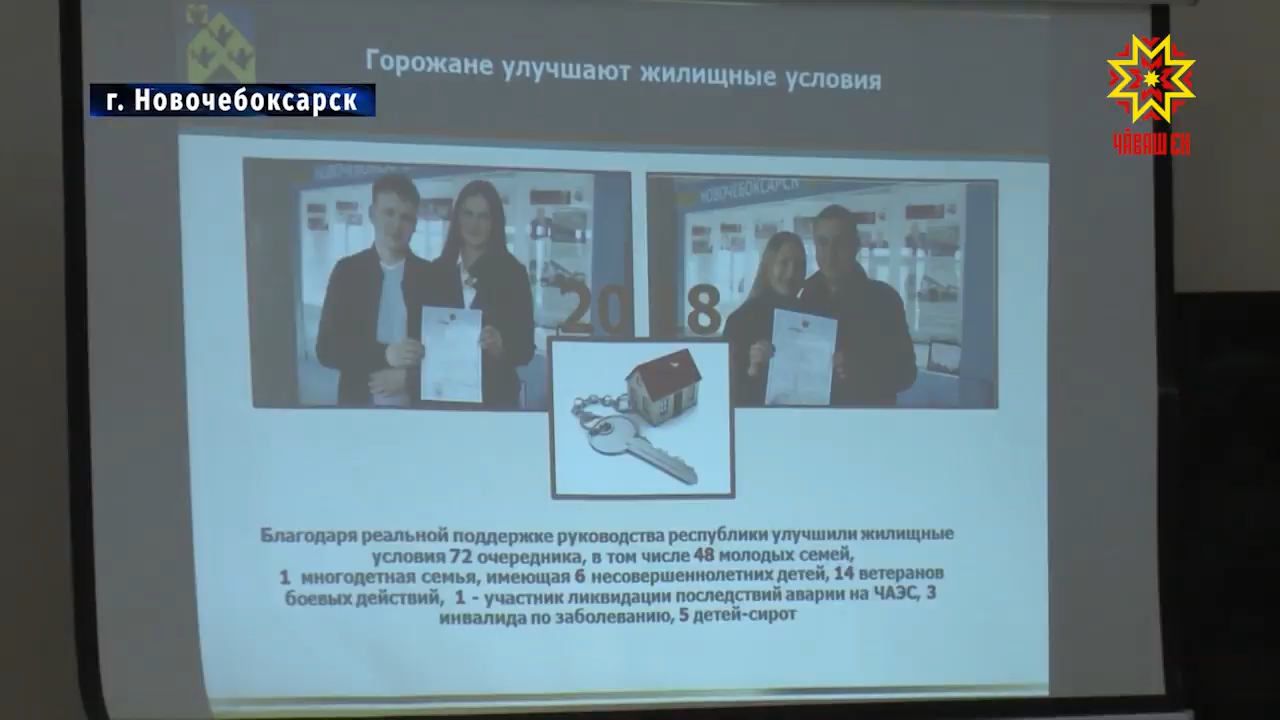 Горожане улучшают жилищные условия
г. Новочебоксарск
ЧӐВАШ ЕН
НОВОЧЕБОКСАРСК
НОВОЧЕБОКСАРСК
2018
Благодаря реальной поддержке руководства республики улучшили жилищные
условия 72 очередника, в том числе 48 молодых семей,
1 многодетная семья, имеющая 6 несовершеннолетних детей, 14 ветеранов
боевых действий, 1 - участник ликвидации последствий аварии на ЧАЭС, 3
инвалида по заболеванию, 5 детей-сирот